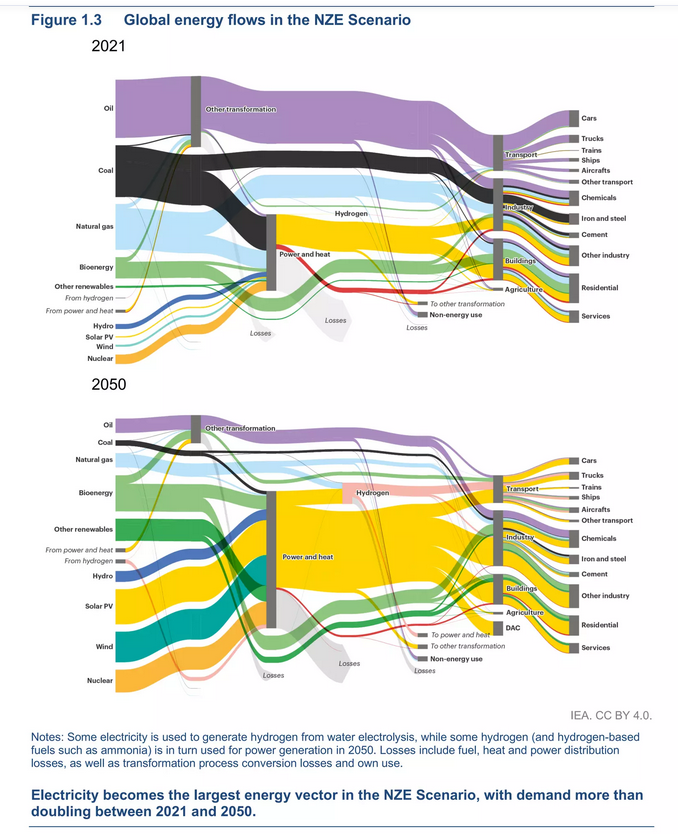 Figure 1.3 Global energy flows in the NZE Scenario
2021
Oil
Coal
Natural gas
Bioenergy
Other renewables
From hydrogen
From power and heat
Hydro
Solar PV
Wind
Nuclear
Other transformation
Hydrogen
Power and heat
Losses
Losses
Losses
To other transformation
Non-energy use
Transport
Industry
Buildings
Agriculture
Cars
Trucks
Trains
Ships
Aircrafts
Other transport
Chemicals
Iron and steel
Cement
Other industry
Residential
Services
2050
Oil
Coal
Natural gas
Bioenergy
Other renewables
From power and heat
From hydrogen
Hydro
Solar PV
Wind
Nuclear
Other transformation
Hydrogen
Power and heat
Losses
Losses
Losses
To power and heat
To other transformation
Non-energy use
Transport
Industry
Buildings
Agriculture
DAC
Cars
Trucks
Trains
Ships
Aircrafts
Other transport
Chemicals
Iron and steel
Cement
Other industry
Residential
Services
IEA. CC BY 4.0.
Notes: Some electricity is used to generate hydrogen from water electrolysis, while some hydrogen (and hydrogen-based
fuels such as ammonia) is in turn used for power generation in 2050. Losses include fuel, heat and power distribution
losses, as well as transformation process conversion losses and own use.
Electricity becomes the largest energy vector in the NZE Scenario, with demand more than
doubling between 2021 and 2050.